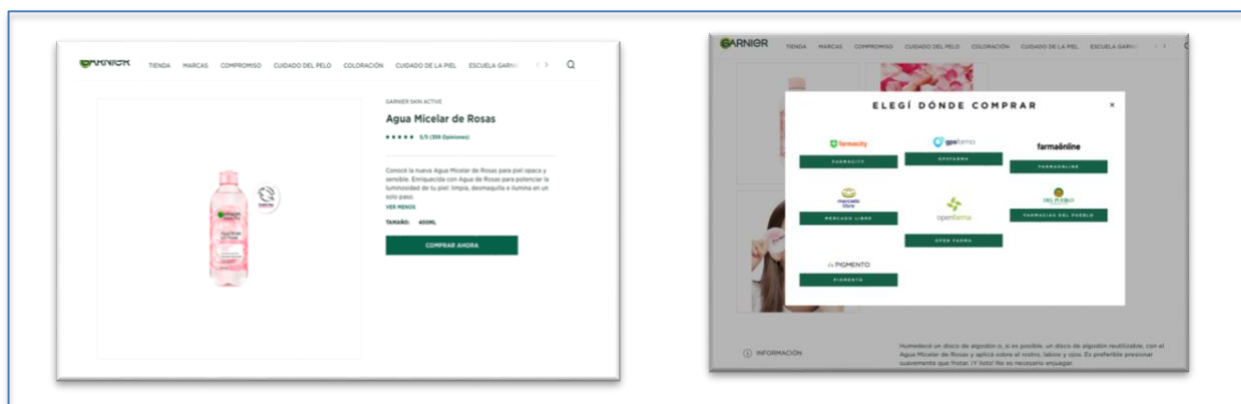 GARNIER
TIENDA MARCAS COMPROMISO CUIDADO DEL PELO COLORACIÓN CUIDADO DE LA PIEL ESCUELA GARNI
GARNIER SKIN ACTIVE
Agua Micelar de Rosas
5/5 (359 Opiniones)
Conocé la nueva Agua Micelar de Rosas para piel opaca y
sensible. Enriquecida con Agua de Rosas para potenciar la
luminosidad de tu piel: limpia, desmaquilla e ilumina en un
solo paso.
VER MENOS
TAMAÑO: 400ML
COMPRAR AHORA
GARNIER
TIENDA MARCAS COMPROMISO CUIDADO DEL PELO COLORACIÓN CUIDADO DE LA PIEL ESCUELA GARNI
ELEGÍ DÓNDE COMPRAR
farmacity
gpsfarma
farmaonline
FARMACITY
GPSFARMA
FARMAONLINE
mercado
libre
openfarma
DEL PUEBLO
MERCADO LIBRE
FARMACIAS DEL PUEBLO
OPEN FARMA
PIGMENTO
PIGMENTO
INFORMACIÓN
Humedecé un disco de algodón o, si es posible, un disco de algodón reutilizable, con el
Agua Micelar de Rosas y aplicá sobre el rostro, labios y ojos. Es preferible presionar
suavemente que frotar. ¡Y listo! No es necesario enjuagar.